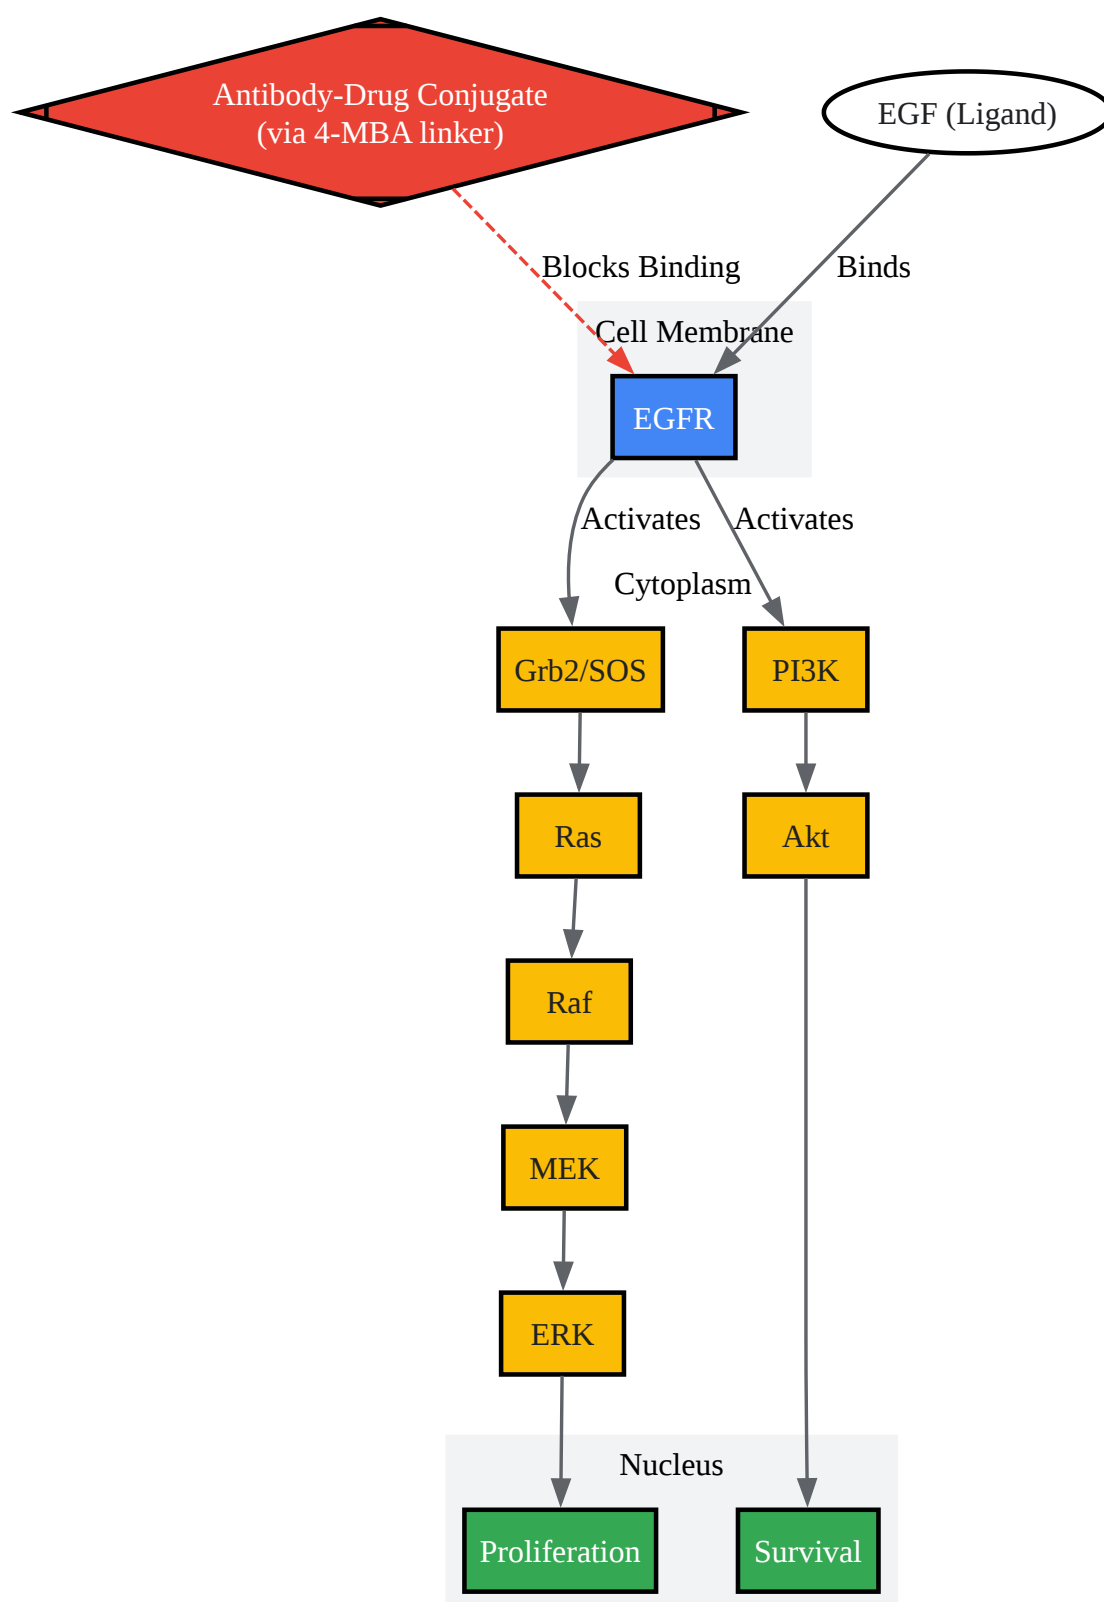 Antibody-Drug Conjugate
(via 4-MBA linker)
EGF (Ligand)
Blocks Binding
Binds
Cell Membrane
EGFR
Activates
Activates
Cytoplasm
Grb2/SOS
PI3K
Ras
Akt
Raf
MEK
ERK
Nucleus
Proliferation
Survival